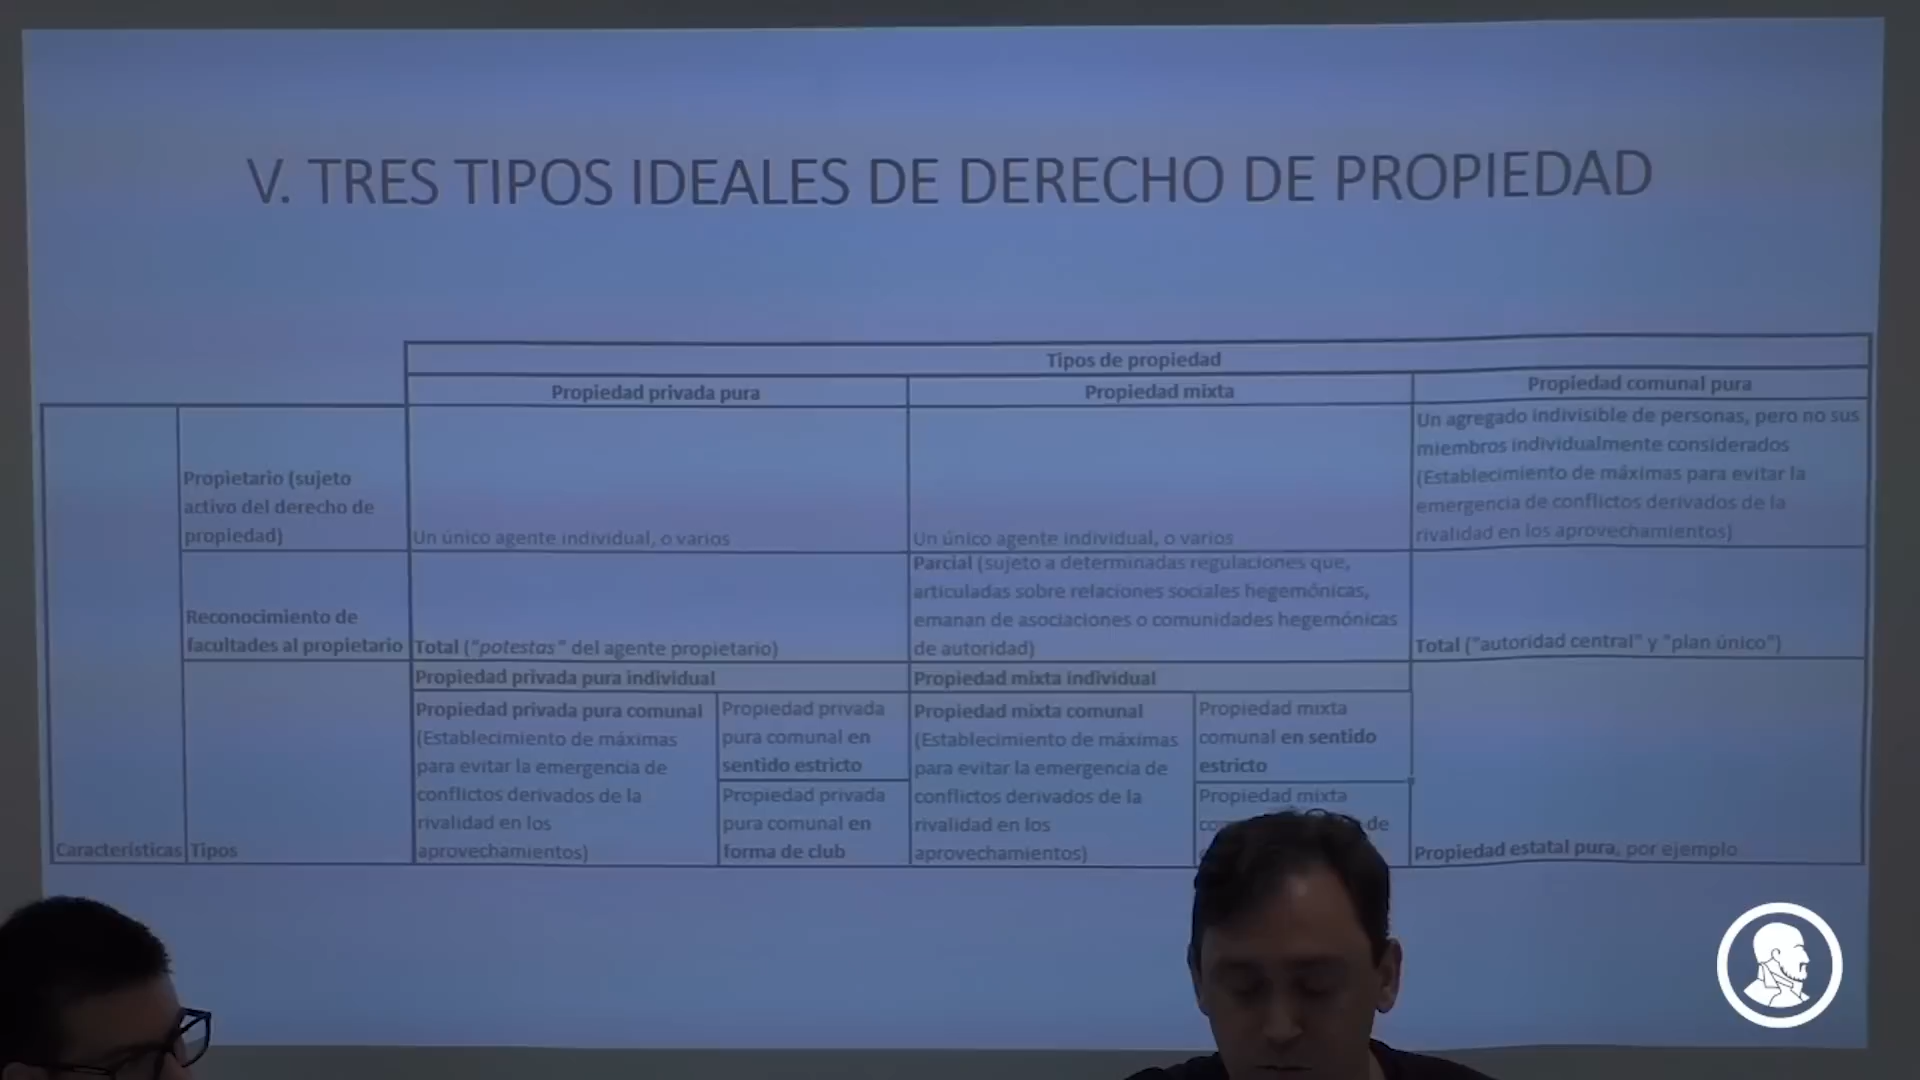 V. TRES TIPOS IDEALES DE DERECHO DE PROPIEDAD
Tipos de propiedad
Propiedad privada pura
Propiedad mixta
Propiedad comunal pura
Propietario (sujeto
activo del derecho de
propiedad)
Un único agente individual, o varios
Un único agente individual, o varios
Un agregado indivisible de personas, pero no sus
miembros individualmente considerados
(Establecimiento de máximas para evitar la
emergencia de conflictos derivados de la
rivalidad en los aprovechamientos)
Reconocimiento de
facultades al propietario
Total ("potestas" del agente propietario)
Parcial (sujeto a determinadas regulaciones que,
articuladas sobre relaciones sociales hegemónicas,
emanan de asociaciones o comunidades hegemónicas
de autoridad)
Total ("autoridad central" y "plan único")
Características
Tipos
Propiedad privada pura individual
Propiedad privada pura comunal
(Establecimiento de máximas
para evitar la emergencia de
conflictos derivados de la
rivalidad en los
aprovechamientos)
Propiedad privada
pura comunal en
sentido estricto
Propiedad privada
pura comunal en
forma de club
Propiedad mixta individual
Propiedad mixta comunal
(Establecimiento de máximas
para evitar la emergencia de
conflictos derivados de la
rivalidad en los
aprovechamientos)
Propiedad mixta
comunal en sentido
estricto
Propiedad mixta
de
Propiedad estatal pura, por ejemplo